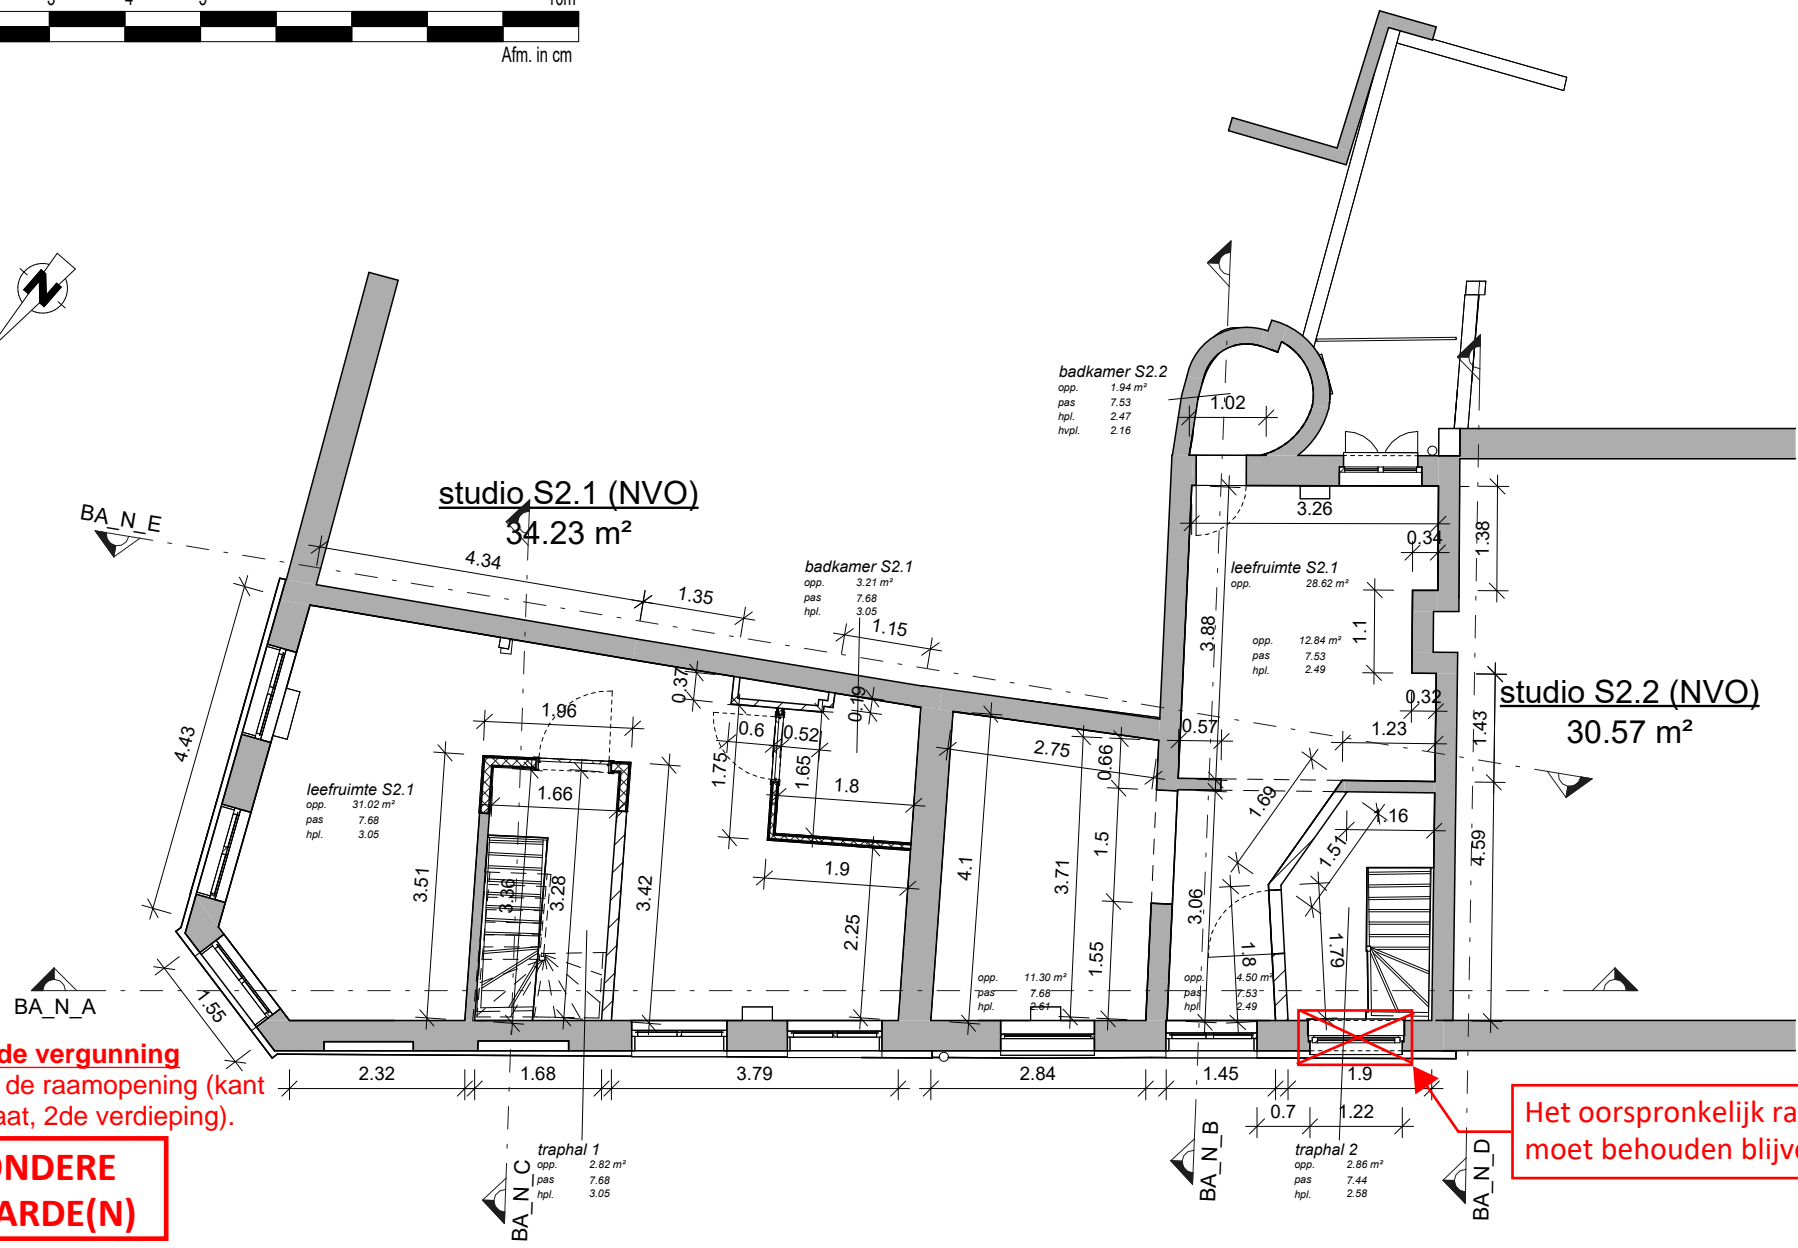 10m
Afm. in cm
N
studio S2.1 (NVO)
34.23 m²
BA_N_E
4.34
1.35
1.15
badkamer S2.1
opp. 3.21 m²
pas 7.68
hpl. 3.05
badkamer S2.2
opp. 1.94 m²
pas 7.53
hpl. 2.47
hvpl. 2.16
1.02
3.26
0.34
1.38
leefruimte S2.1
opp. 28.62 m²
3.88
1.1
opp. 12.84 m²
pas 7.53
hpl. 2.49
0.32
studio S2.2 (NVO)
30.57 m²
1.43
1.23
0.57
4.43
1.96
0.37
0.19
0.6
0.52
1.75
1.65
1.8
1.66
2.75
0.66
1.69
1.16
1.51
leefruimte S2.1
opp. 31.02 m²
pas 7.68
hpl. 3.05
3.51
3.36
3.28
3.42
1.9
2.25
4.1
3.71
1.5
1.55
3.06
1.8
1.79
4.59
opp. 11.30 m²
pas 7.68
hpl. 2.61
opp. 4.50 m²
pas 7.53
hpl. 2.49
BA_N_A
1.55
2.32
1.68
3.79
2.84
1.45
1.9
0.7
1.22
de vergunning
de raamopening (kant
aat, 2de verdieping).
ONDERE
ARDE(N)
BA_N_C
traphal 1
opp. 2.82 m²
pas 7.68
hpl. 3.05
BA_N_B
traphal 2
opp. 2.86 m²
pas 7.44
hpl. 2.58
BA_N_D
Het oorspronkelijk ra
moet behouden blijv